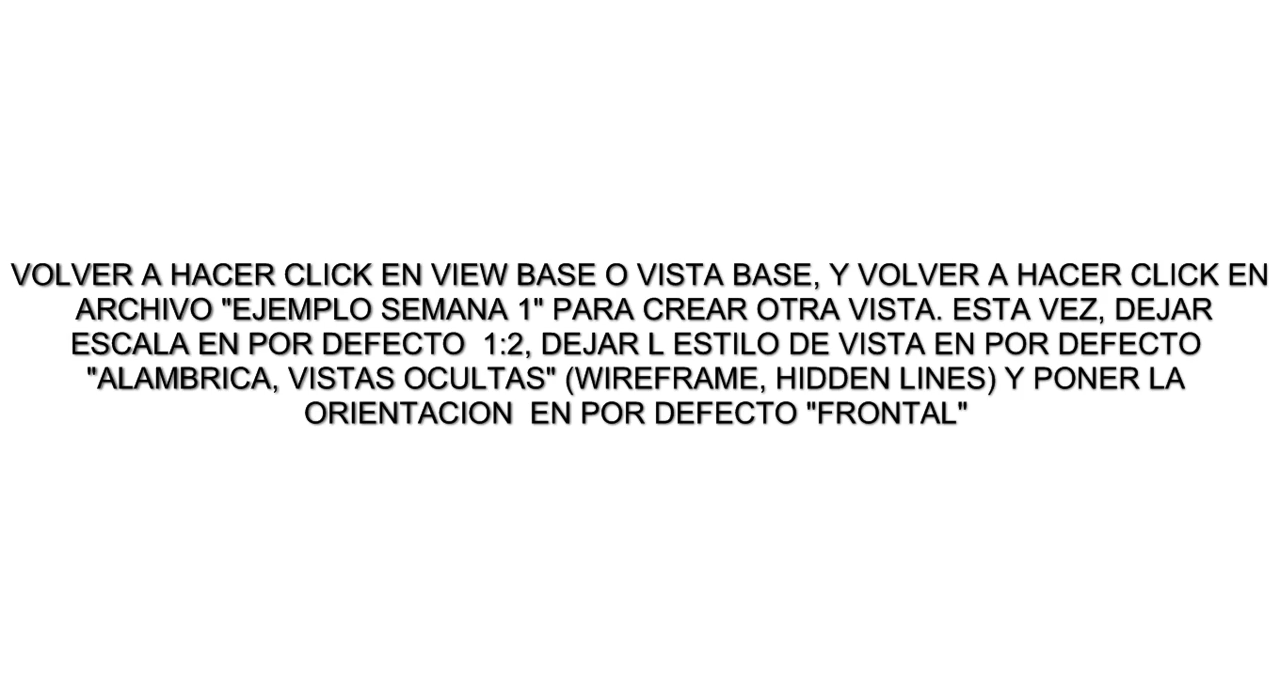 VOLVER A HACER CLICK EN VIEW BASE O VISTA BASE, Y VOLVER A HACER CLICK EN
ARCHIVO "EJEMPLO SEMANA 1" PARA CREAR OTRA VISTA. ESTA VEZ, DEJAR
ESCALA EN POR DEFECTO  1:2, DEJAR L ESTILO DE VISTA EN POR DEFECTO
"ALAMBRICA, VISTAS OCULTAS" (WIREFRAME, HIDDEN LINES) Y PONER LA
ORIENTACION  EN POR DEFECTO "FRONTAL"